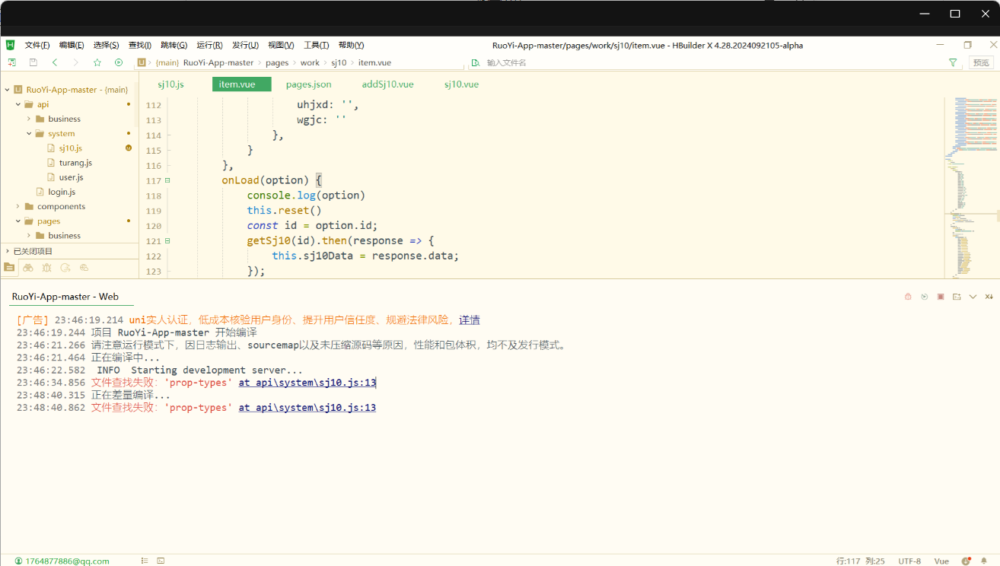 文件(F) 编辑(E) 选择(S) 查找(I) 跳转(G) 运行(R) 发行(U) 视图(V) 工具(T) 帮助(Y) RuoYi-App-master/pages/work/sj10/item.vue - HBuilder X 4.28.2024092105-alpha
(main) RuoYi-App-master pages work sj10 item.vue 输入文件名 预览
RuoYi-App-master - (main)
api
business
system
sj10.js
turang.js
user.js
login.js
components
pages
business
已关闭项目
sj10.js item.vue pages.json addSj10.vue sj10.vue
112 uhjxd: '',
113 wgjc: ''
114 },
115 }
116 },
117 onLoad(option) {
118 console.log(option)
119 this.reset()
120 const id = option.id;
121 getSj10(id).then(response => {
122 this.sj10Data = response.data;
123 });
RuoYi-App-master - Web
[广告] 23:46:19.214 uni实人认证，低成本核验用户身份、提升用户信任度、规避法律风险，详情
23:46:19.244 项目 RuoYi-App-master 开始编译
23:46:21.266 请注意运行模式下，因日志输出、sourcemap以及未压缩源码等原因，性能和包体积，均不及发行模式。
23:46:21.464 正在编译中...
23:46:22.582 INFO Starting development server...
23:46:34.856 文件查找失败：'prop-types' at api\system\sj10.js:13
23:48:40.315 正在差量编译...
23:48:40.862 文件查找失败：'prop-types' at api\system\sj10.js:13
1764877886@qq.com 行:117 列:25 UTF-8 Vue